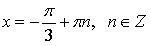 x = -π/3 + πn, n ∈ Z